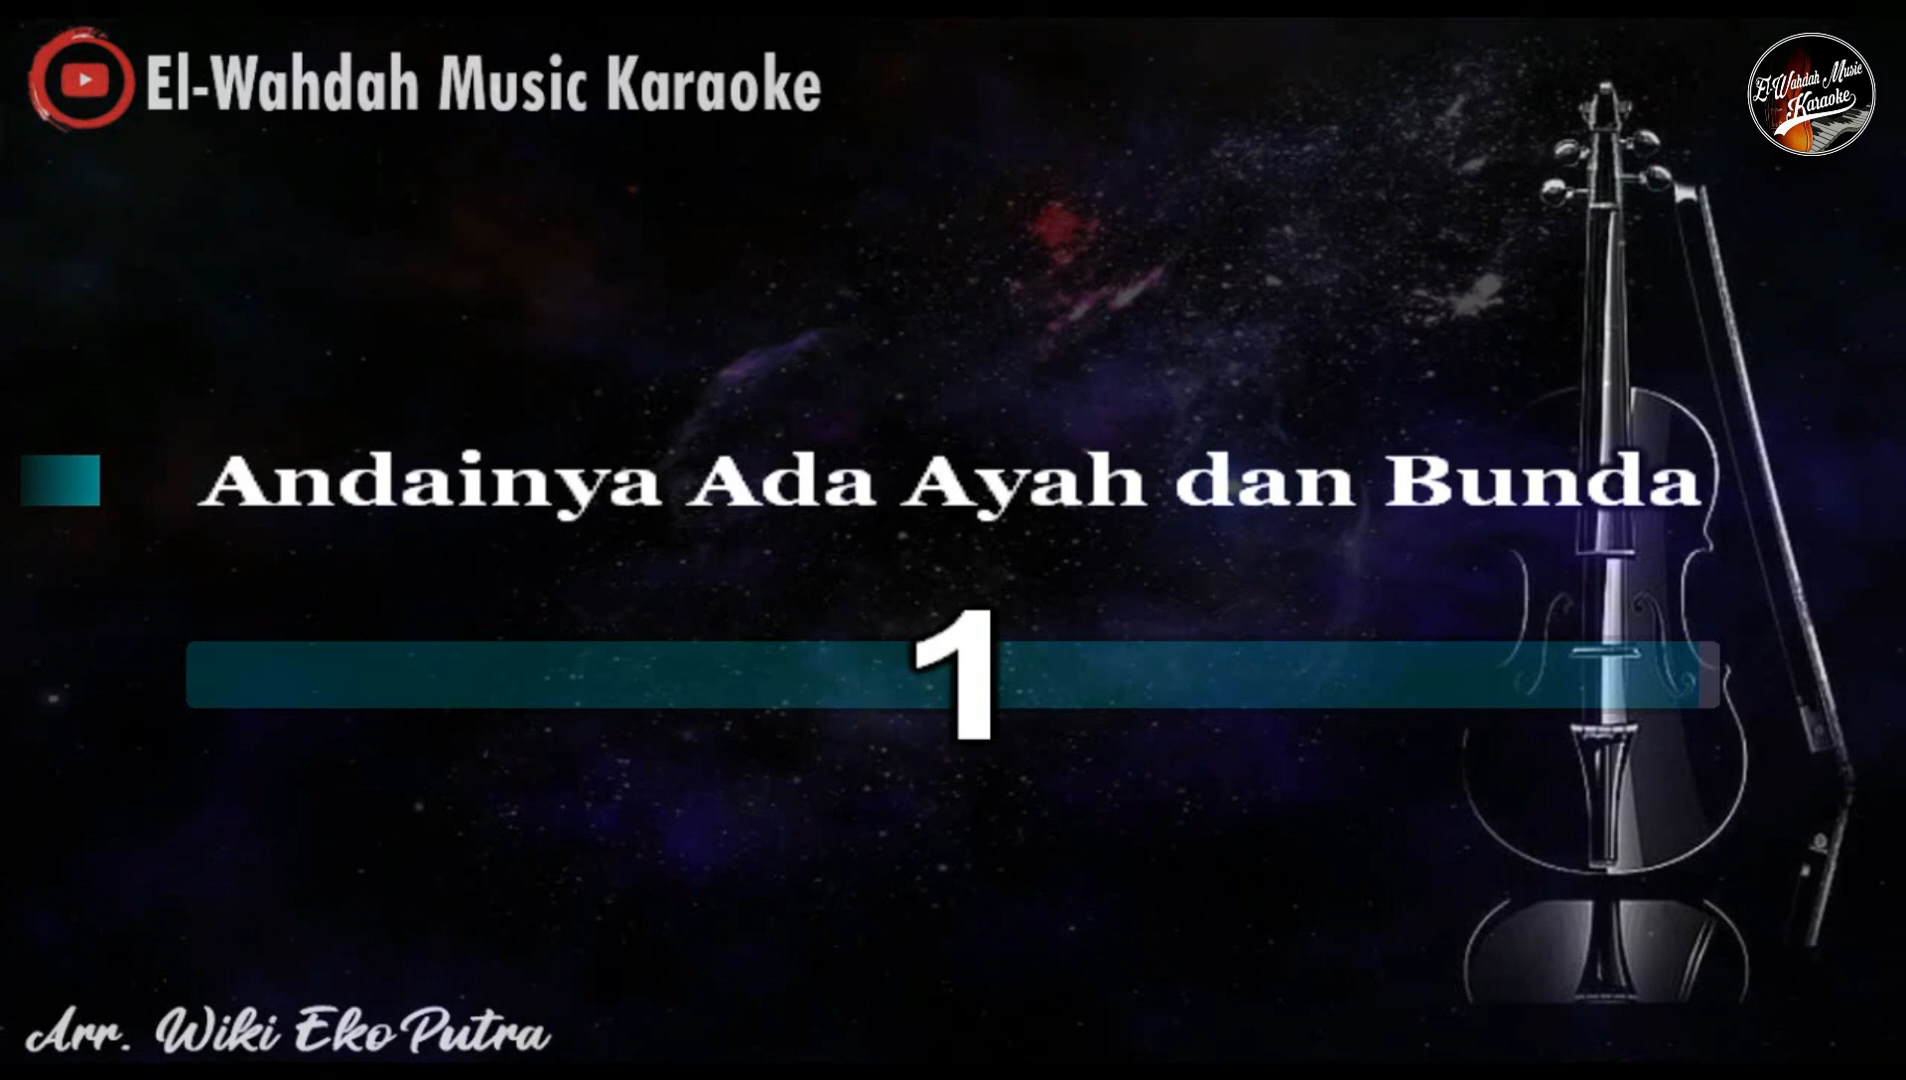 El-Wahdah Music Karaoke
El-Wahdah Music
Karaoke
Andainya Ada Ayah dan Bunda
1
Arr. Wiki Eko Putra